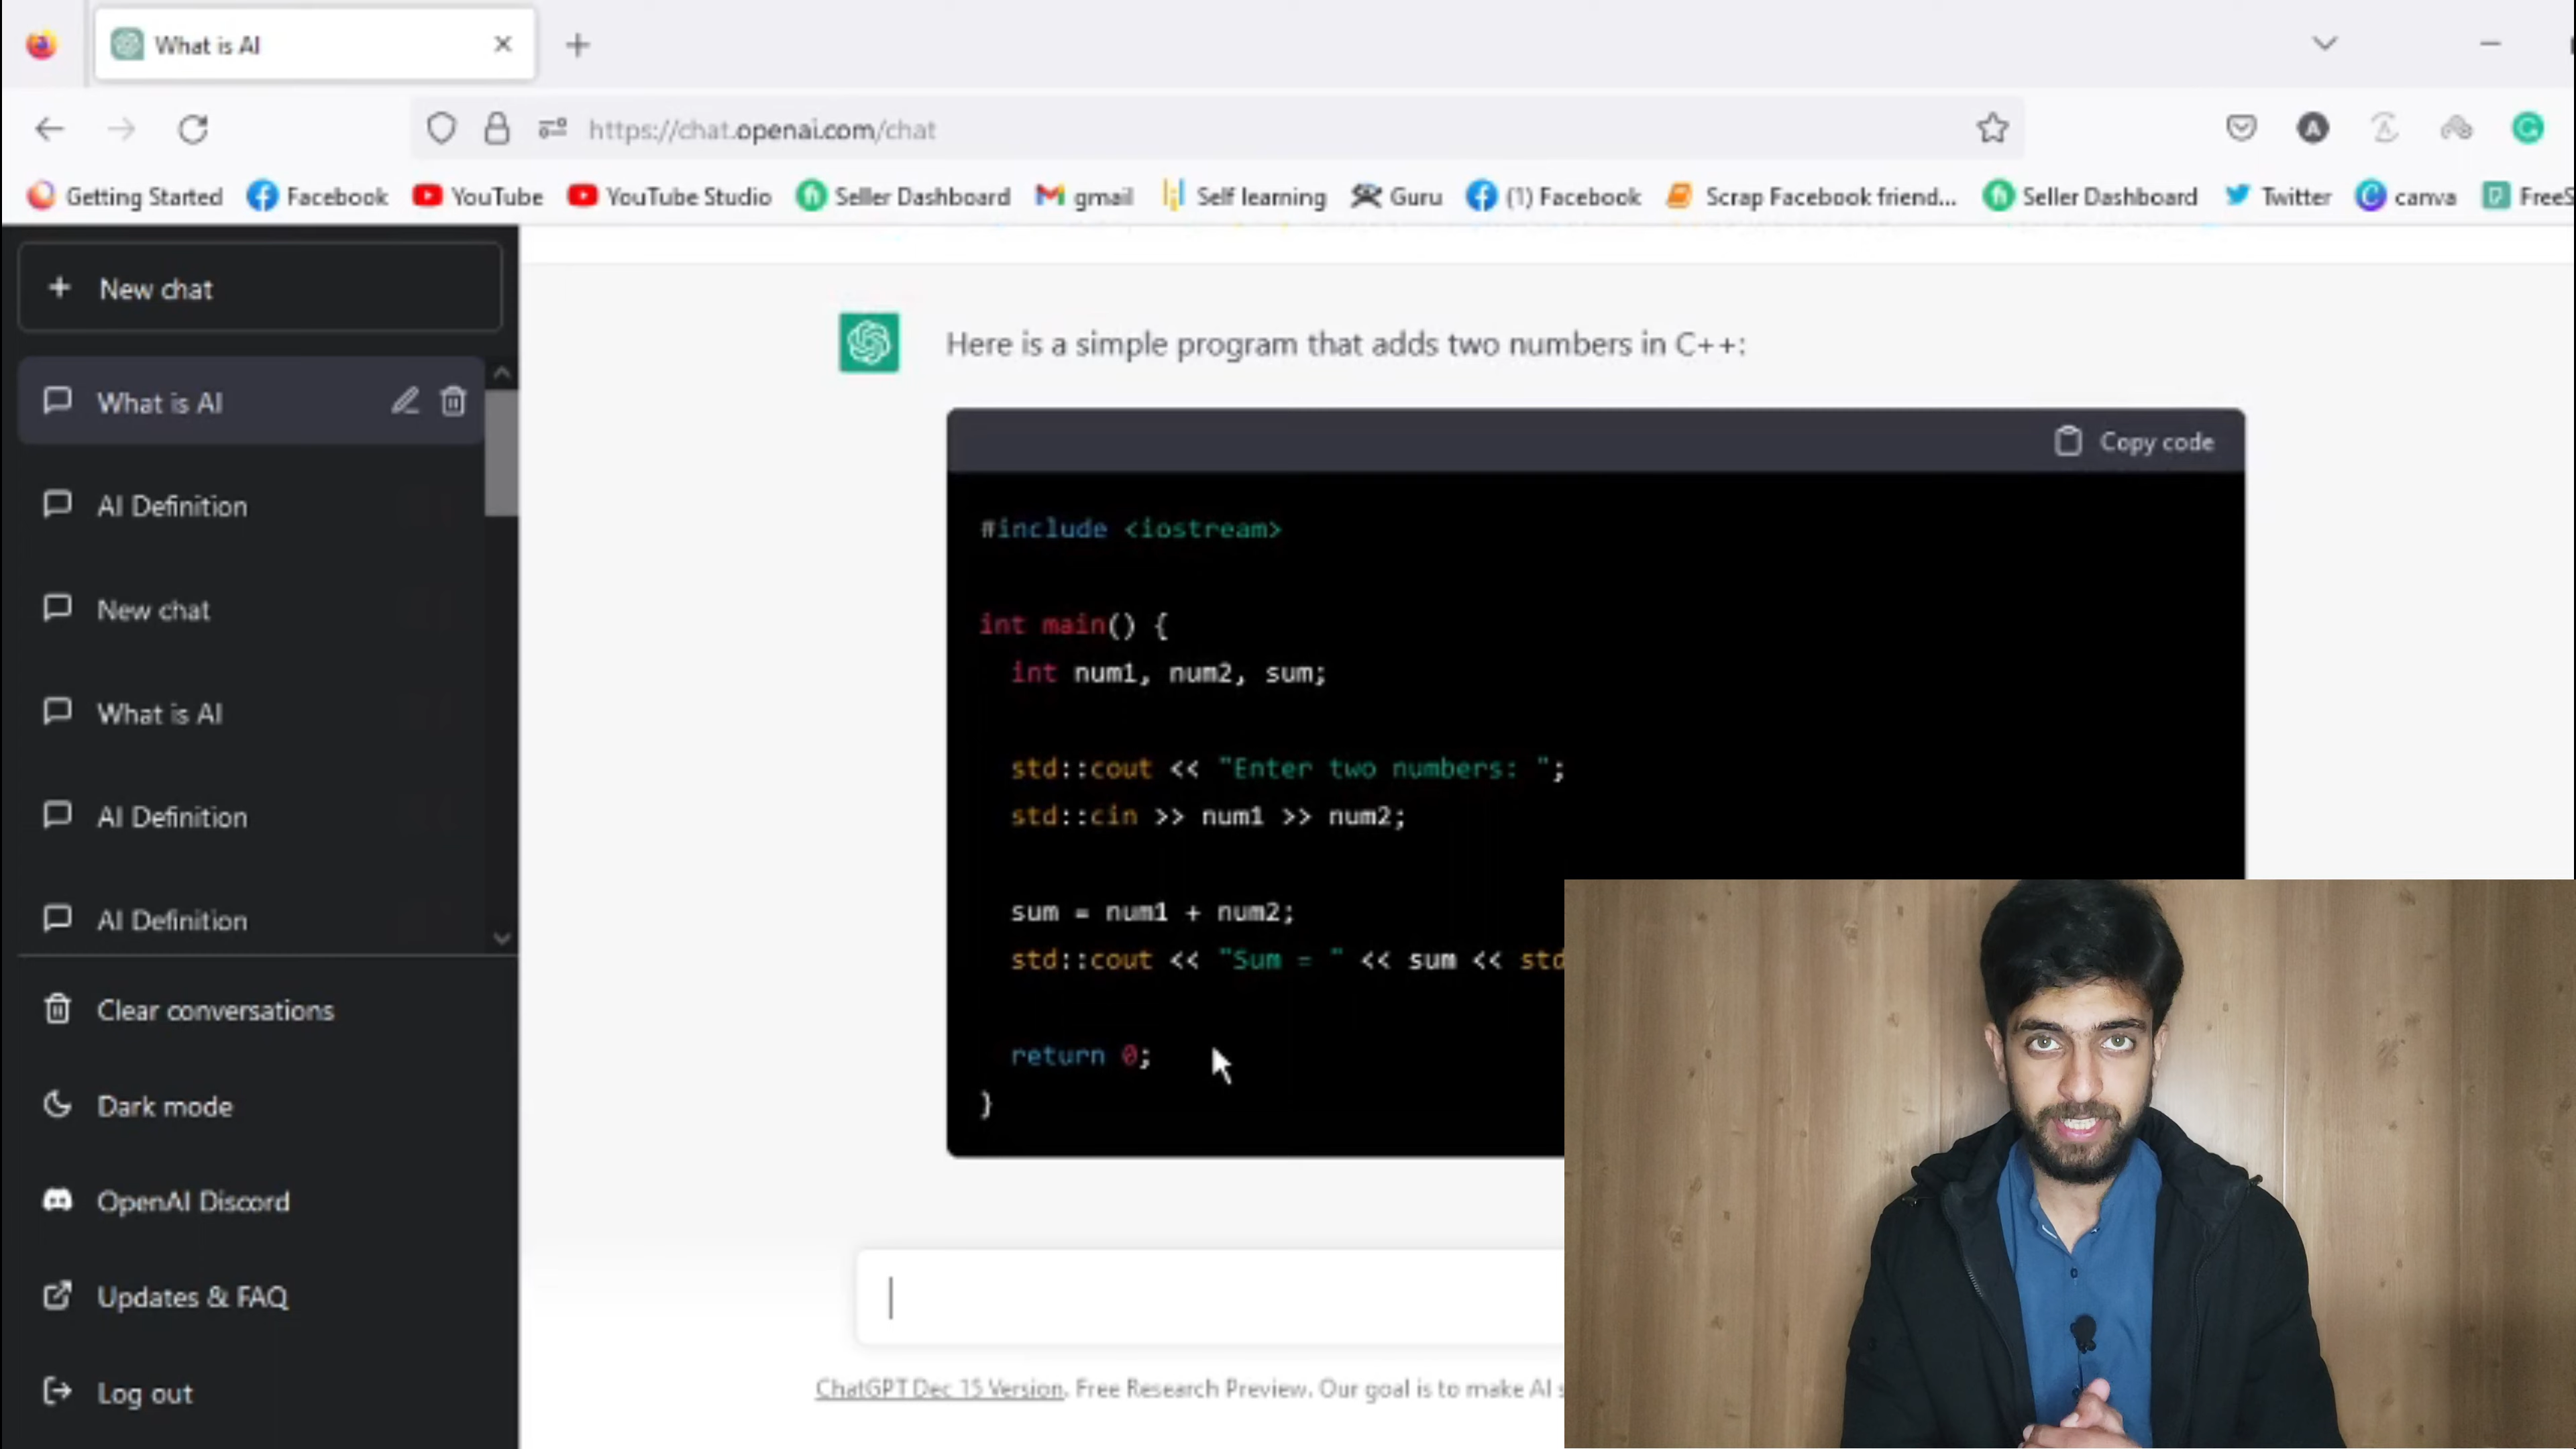 What is AI
https://chat.openai.com/chat
Getting Started Facebook YouTube YouTube Studio Seller Dashboard gmail Self learning Guru (1) Facebook Scrap Facebook friend... Seller Dashboard Twitter canva FreeS
New chat
What is AI
AI Definition
New chat
What is AI
AI Definition
AI Definition
Clear conversations
Dark mode
OpenAI Discord
Updates & FAQ
Log out
Here is a simple program that adds two numbers in C++:
Copy code
#include <iostream>
int main() {
int num1, num2, sum;
std::cout << "Enter two numbers: ";
std::cin >> num1 >> num2;
sum = num1 + num2;
std::cout << "Sum = " << sum << std
return 0;
}
ChatGPT Dec 15 Version. Free Research Preview. Our goal is to make AI s